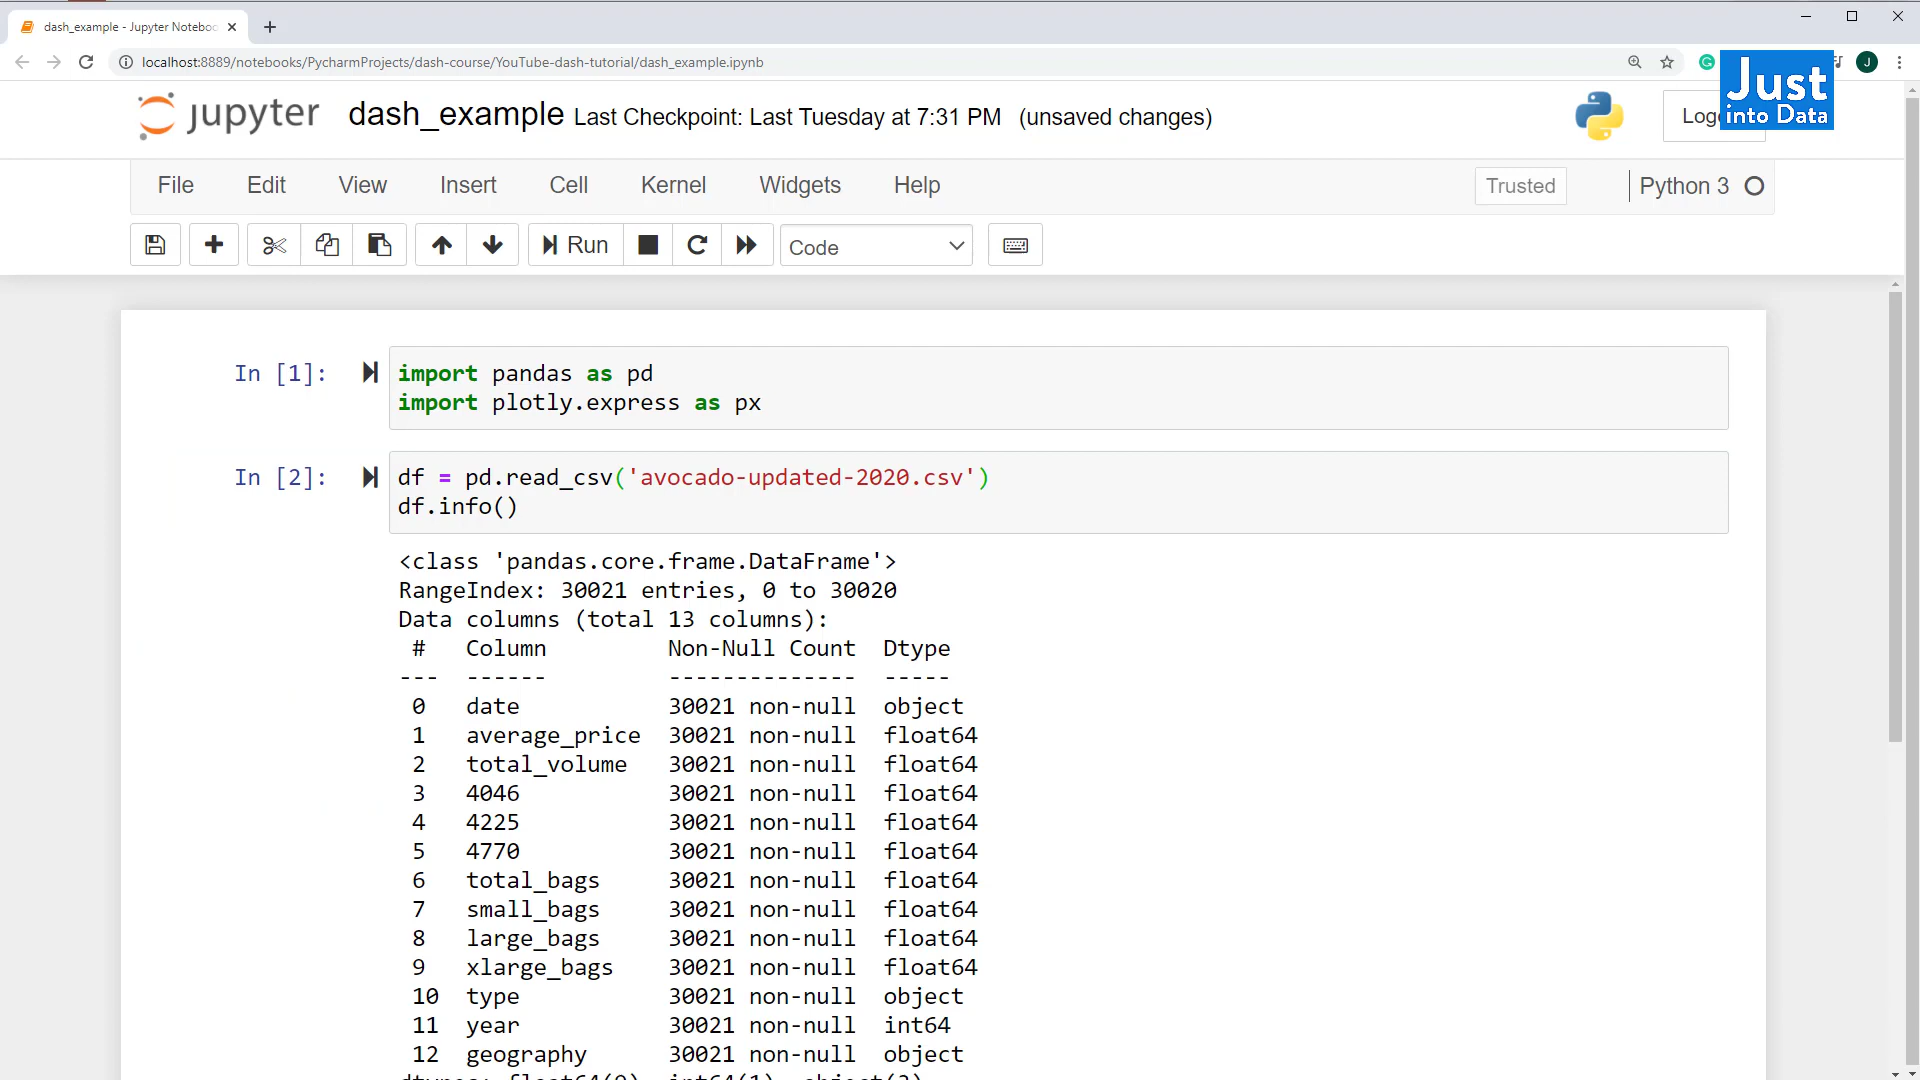 dash_example - Jupyter Noteboo
localhost:8889/notebooks/PycharmProjects/dash-course/YouTube-dash-tutorial/dash_example.ipynb
J
Just
into Data
jupyter dash_example Last Checkpoint: Last Tuesday at 7:31 PM (unsaved changes)
File Edit View Insert Cell Kernel Widgets Help Trusted Python 3
Run Code
In [1]: import pandas as pd
import plotly.express as px
In [2]: df = pd.read_csv('avocado-updated-2020.csv')
df.info()
<class 'pandas.core.frame.DataFrame'>
RangeIndex: 30021 entries, 0 to 30020
Data columns (total 13 columns):
# Column Non-Null Count Dtype
--- ------ -------------- -----
0 date 30021 non-null object
1 average_price 30021 non-null float64
2 total_volume 30021 non-null float64
3 4046 30021 non-null float64
4 4225 30021 non-null float64
5 4770 30021 non-null float64
6 total_bags 30021 non-null float64
7 small_bags 30021 non-null float64
8 large_bags 30021 non-null float64
9 xlarge_bags 30021 non-null float64
10 type 30021 non-null object
11 year 30021 non-null int64
12 geography 30021 non-null object